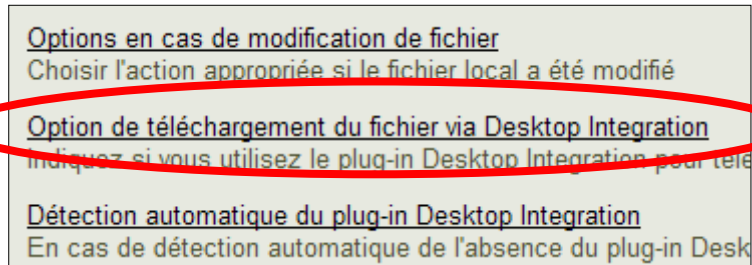 Options en cas de modification de fichier
Choisir l'action appropriée si le fichier local a été modifié
Option de téléchargement du fichier via Desktop Integration
Indiquez si vous utilisez le plug-in Desktop Integration pour télé
Détection automatique du plug-in Desktop Integration
En cas de détection automatique de l'absence du plug-in Desk